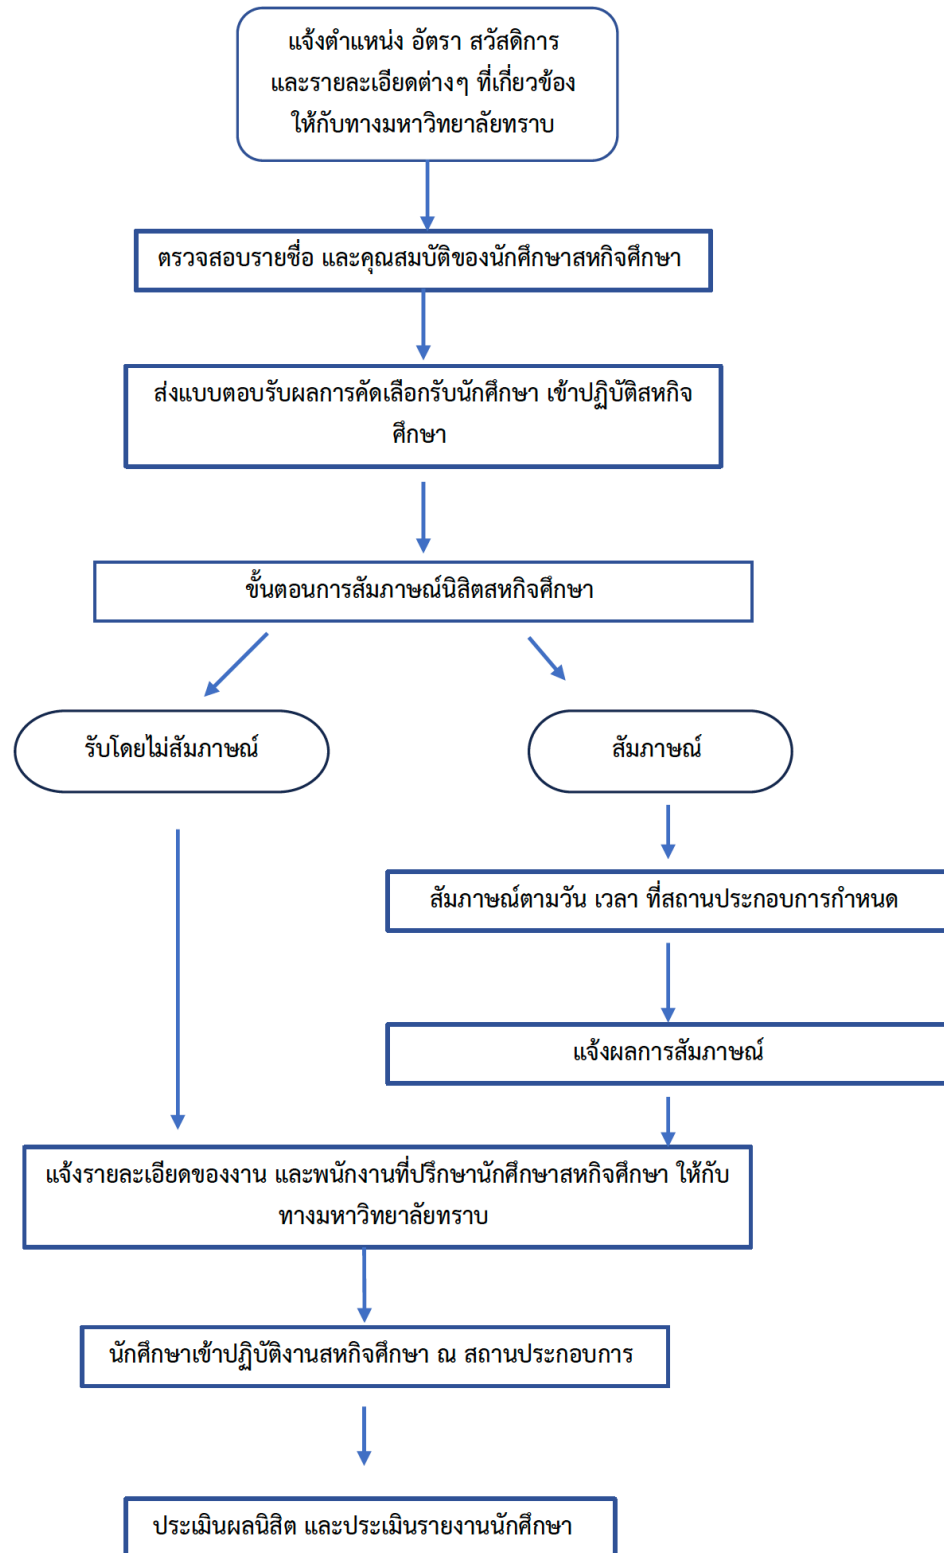 แจ้งตำแหน่ง อัตรา สวัสดิการ
และรายละเอียดต่างๆ ที่เกี่ยวข้อง
ให้กับทางมหาวิทยาลัยทราบ
ตรวจสอบรายชื่อ และคุณสมบัติของนักศึกษาสหกิจศึกษา
ส่งแบบตอบรับผลการคัดเลือกรับนักศึกษา เข้าปฏิบัติสหกิจ
ศึกษา
ขั้นตอนการสัมภาษณ์นิสิตสหกิจศึกษา
รับโดยไม่สัมภาษณ์
สัมภาษณ์
สัมภาษณ์ตามวัน เวลา ที่สถานประกอบการกำหนด
แจ้งผลการสัมภาษณ์
แจ้งรายละเอียดของงาน และพนักงานที่ปรึกษานักศึกษาสหกิจศึกษา ให้กับ
ทางมหาวิทยาลัยทราบ
นักศึกษาเข้าปฏิบัติงานสหกิจศึกษา ณ สถานประกอบการ
ประเมินผลนิสิต และประเมินรายงานนักศึกษา